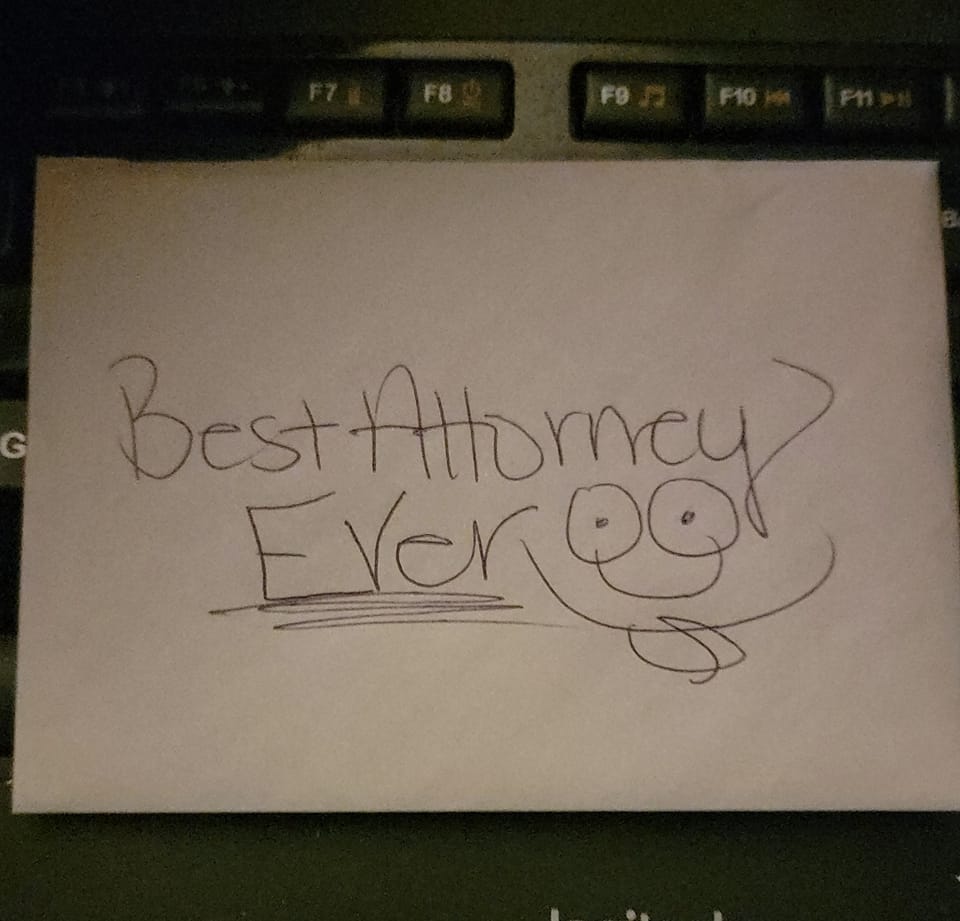 F7 F8 F9 F10 F11
G
Best Attorney
Ever